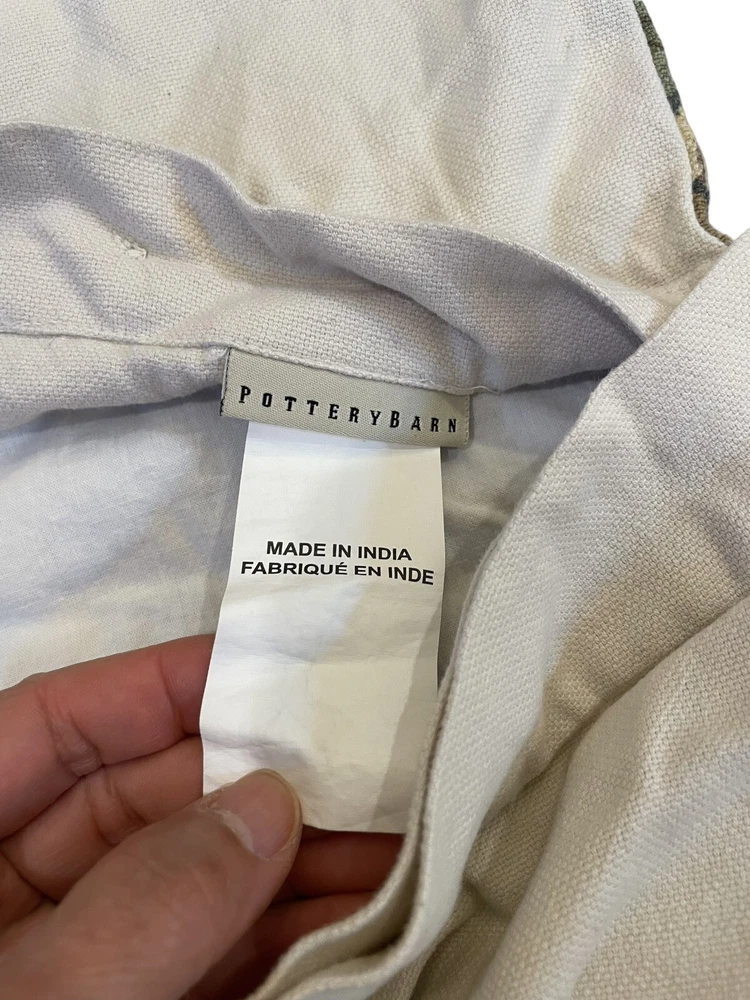 POTTERYBARN
MADE IN INDIA
FABRIQUÉ EN INDE